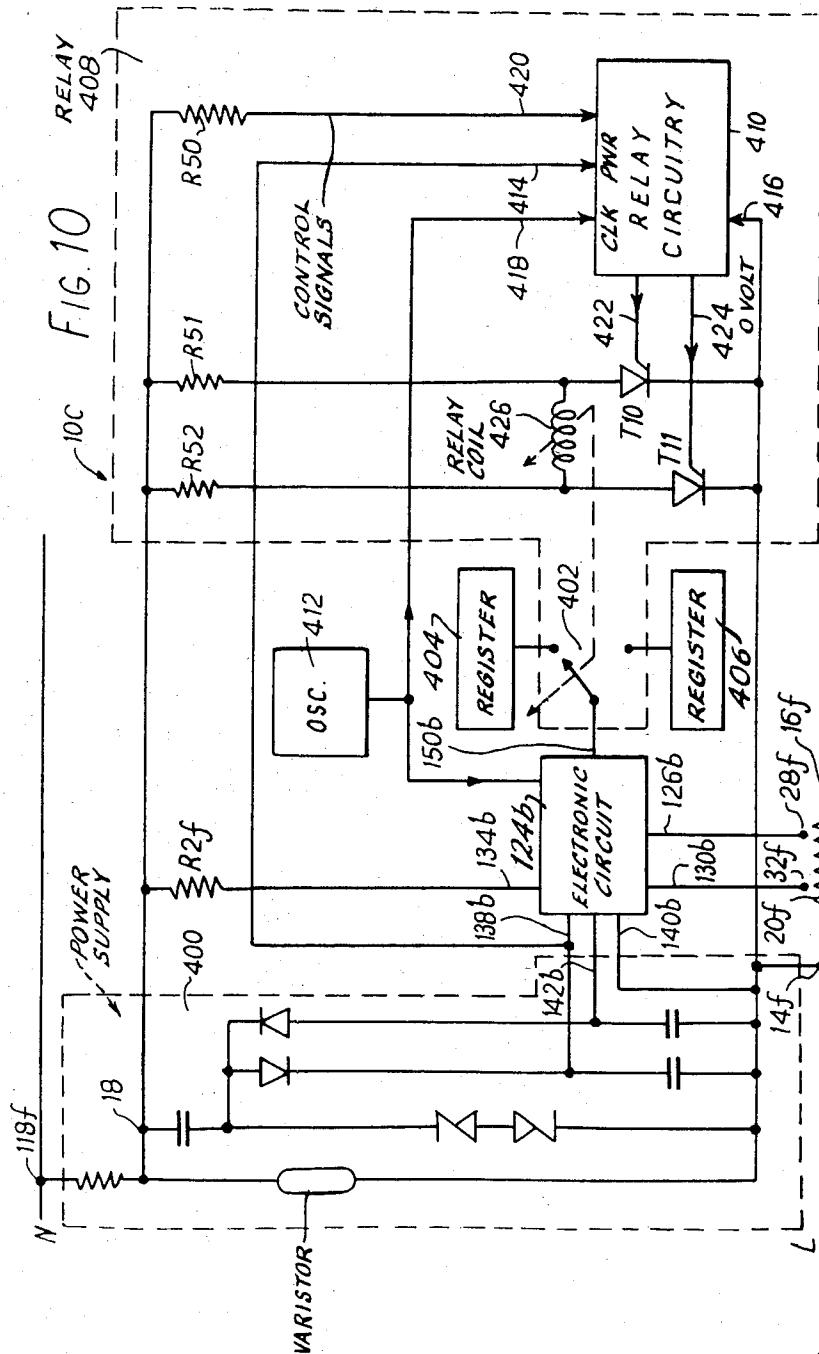 FIG. 10
RELAY
408
10C
118f
N
18
POWER
SUPPLY
400
R2f
R52
R51
R50
134b
OSC.
412
CONTROL
SIGNALS
418
414
420
CLK PWR
RELAY
CIRCUITRY
410
416
422
424
0 VOLT
T10
T11
RELAY
COIL
426
402
404
REGISTER
REGISTER
406
150b
124b
ELECTRONIC
CIRCUIT
138b
142b
140b
126b
130b
VARISTOR
L
14f
20f
32f
28f
16f